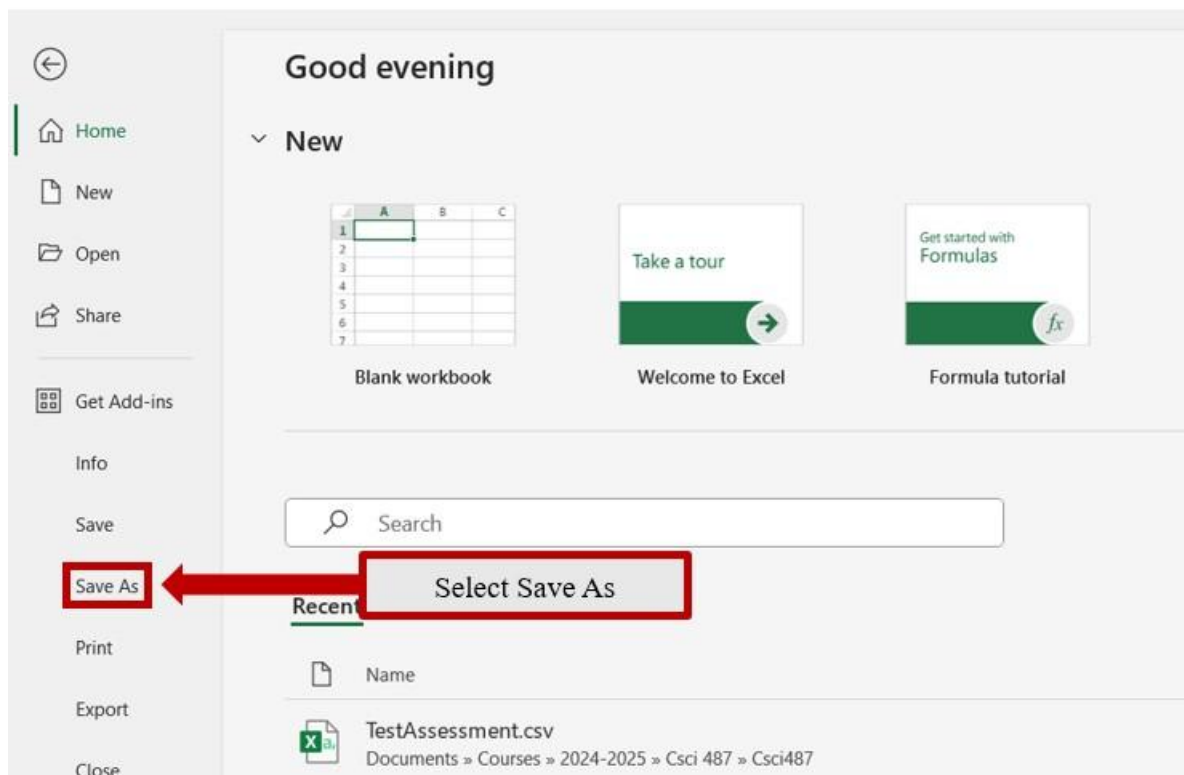 Good evening
Home
New
New
Open
Share
Get Add-ins
Info
Save
Save As
Print
Export
Close
A B C
1
2
3
4
5
6
7
Blank workbook
Take a tour
Welcome to Excel
Get started with
Formulas
fx
Formula tutorial
Search
Select Save As
Recent
Name
TestAssessment.csv
Documents » Courses » 2024-2025 » Csci 487 » Csci487